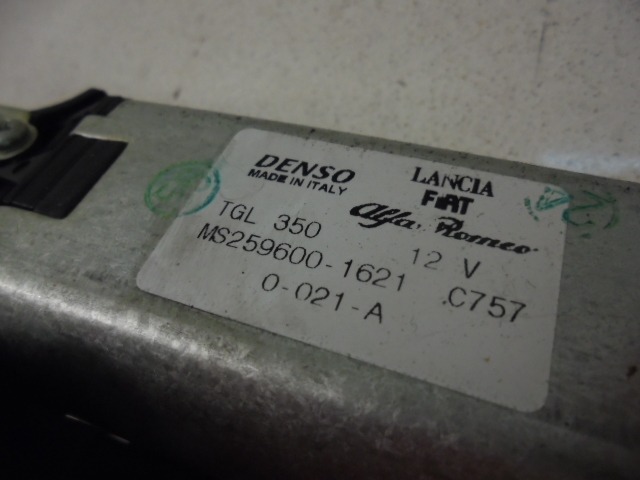 DENSO
MADE IN ITALY
LANCIA
FIAT
Alfa Romeo
TGL 350
12 V
MS259600-1621
C757
0-021-A